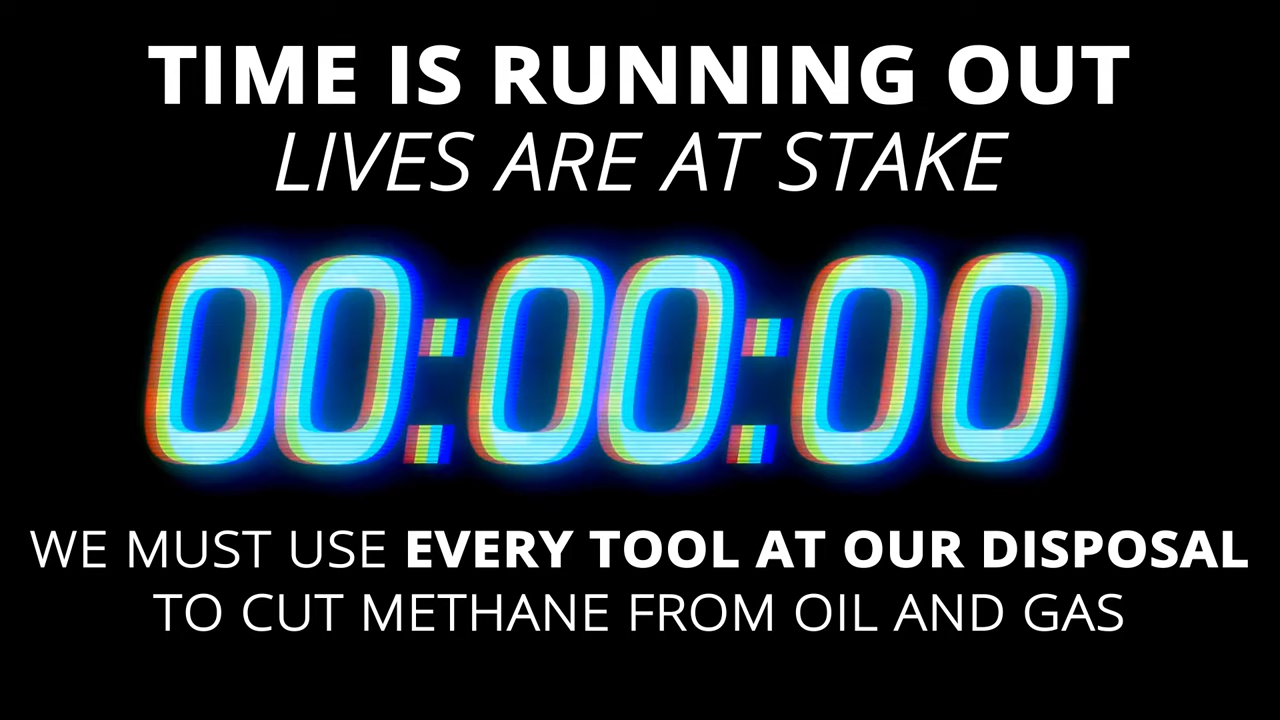 TIME IS RUNNING OUT
LIVES ARE AT STAKE
00:00:00
WE MUST USE EVERY TOOL AT OUR DISPOSAL
TO CUT METHANE FROM OIL AND GAS